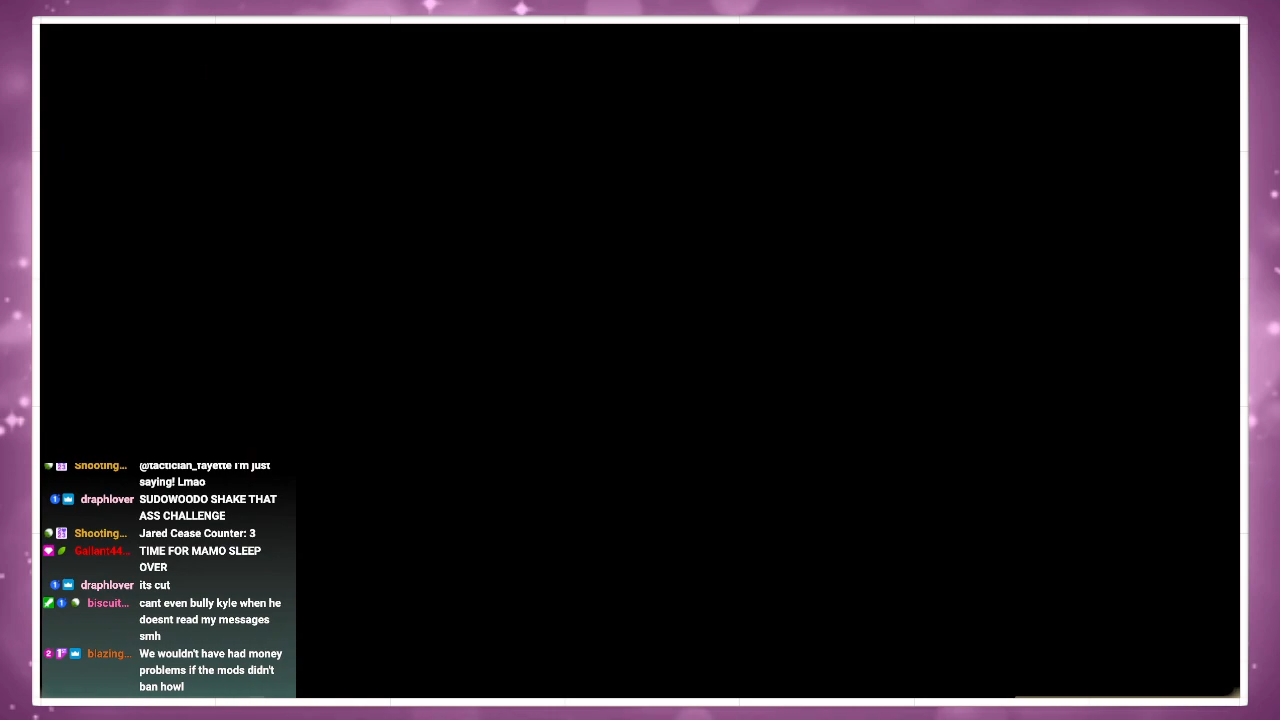 Shooting... @tactician_fayette I'm just
saying! Lmao
draphlover SUDOWOODO SHAKE THAT
ASS CHALLENGE
Shooting... Jared Cease Counter: 3
Gallant44... TIME FOR MAMO SLEEP
OVER
draphlover its cut
biscuit... cant even bully kyle when he
doesnt read my messages
smh
blazing... We wouldn't have had money
problems if the mods didn't
ban howl